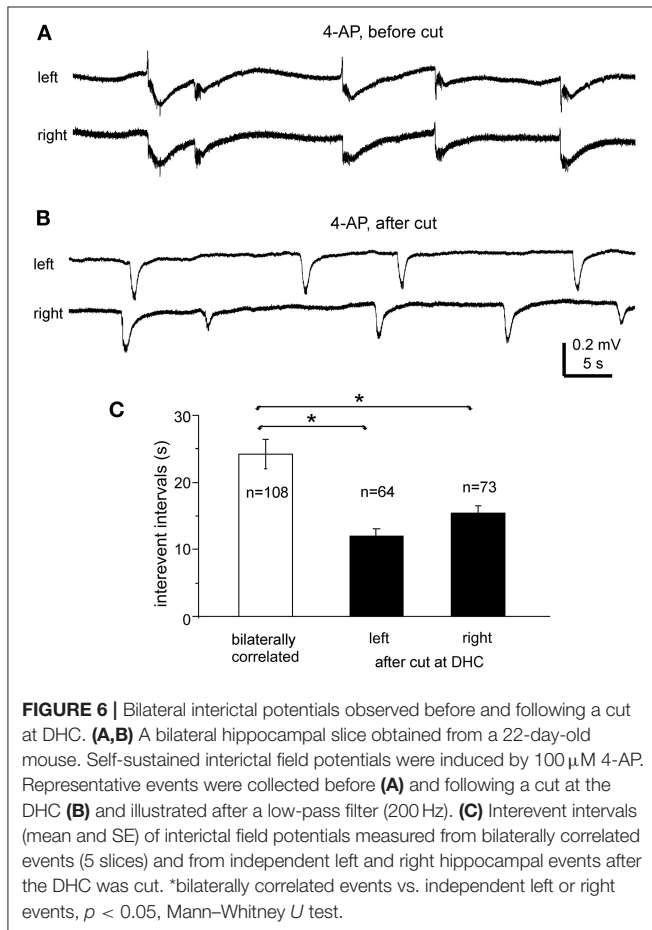 A
4-AP, before cut
left
right
B
4-AP, after cut
left
right
0.2 mV
5 s
C
*
*
interevent intervals (s)
30
20
10
0
n=108
n=64
n=73
bilaterally
correlated
left
right
after cut at DHC
FIGURE 6 | Bilateral interictal potentials observed before and following a cut
at DHC. (A,B) A bilateral hippocampal slice obtained from a 22-day-old
mouse. Self-sustained interictal field potentials were induced by 100 μM 4-AP.
Representative events were collected before (A) and following a cut at the
DHC (B) and illustrated after a low-pass filter (200 Hz). (C) Interevent intervals
(mean and SE) of interictal field potentials measured from bilaterally correlated
events (5 slices) and from independent left and right hippocampal events after
the DHC was cut. *bilaterally correlated events vs. independent left or right
events, p < 0.05, Mann–Whitney U test.